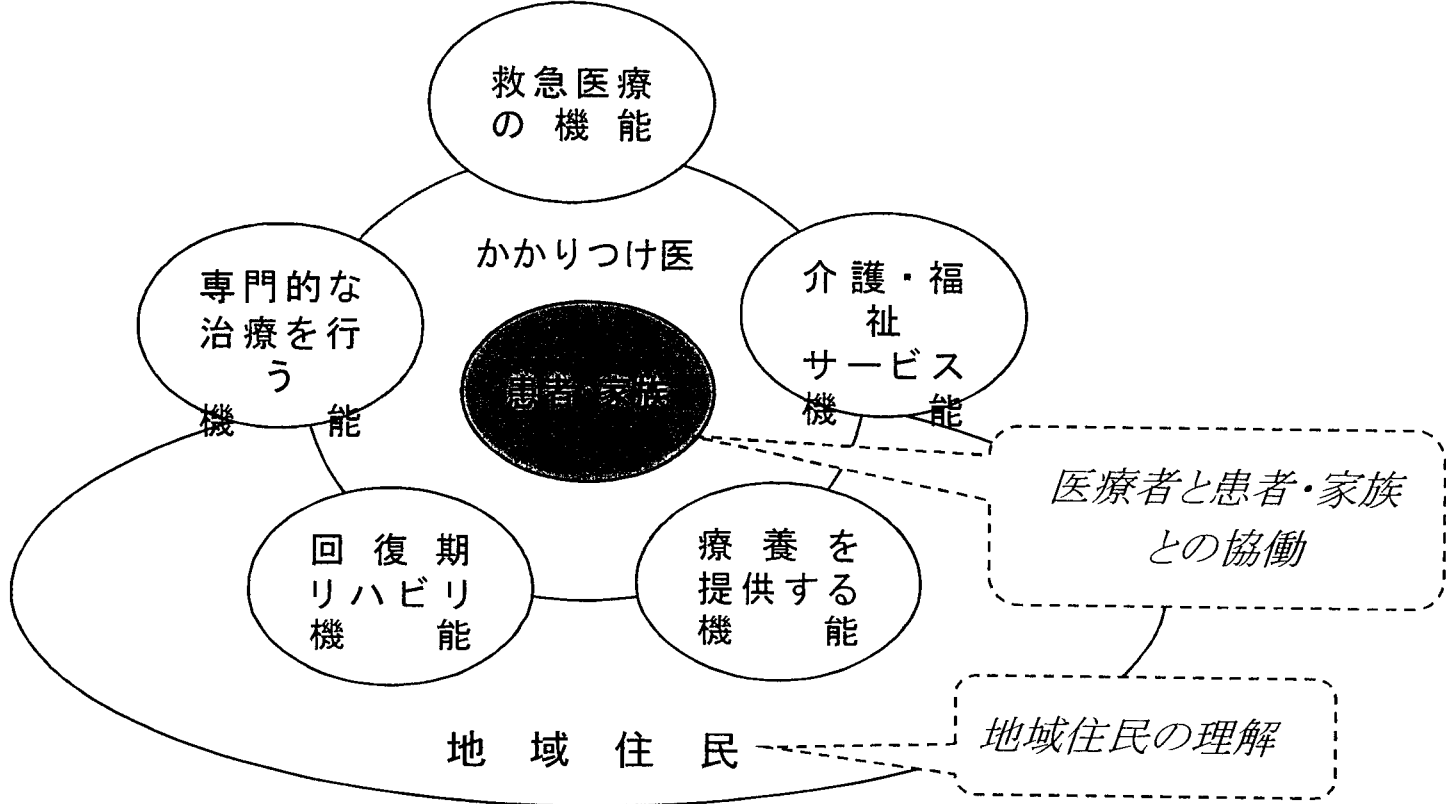 救急医療
の機能
かかりつけ医
専門的な
治療を行
う
機能
介護・福
祉
サービス
機能
患者・家族
医療者と患者・家族
との協働
回復期
リハビリ
機能
療養を
提供する
機能
地域住民
地域住民の理解